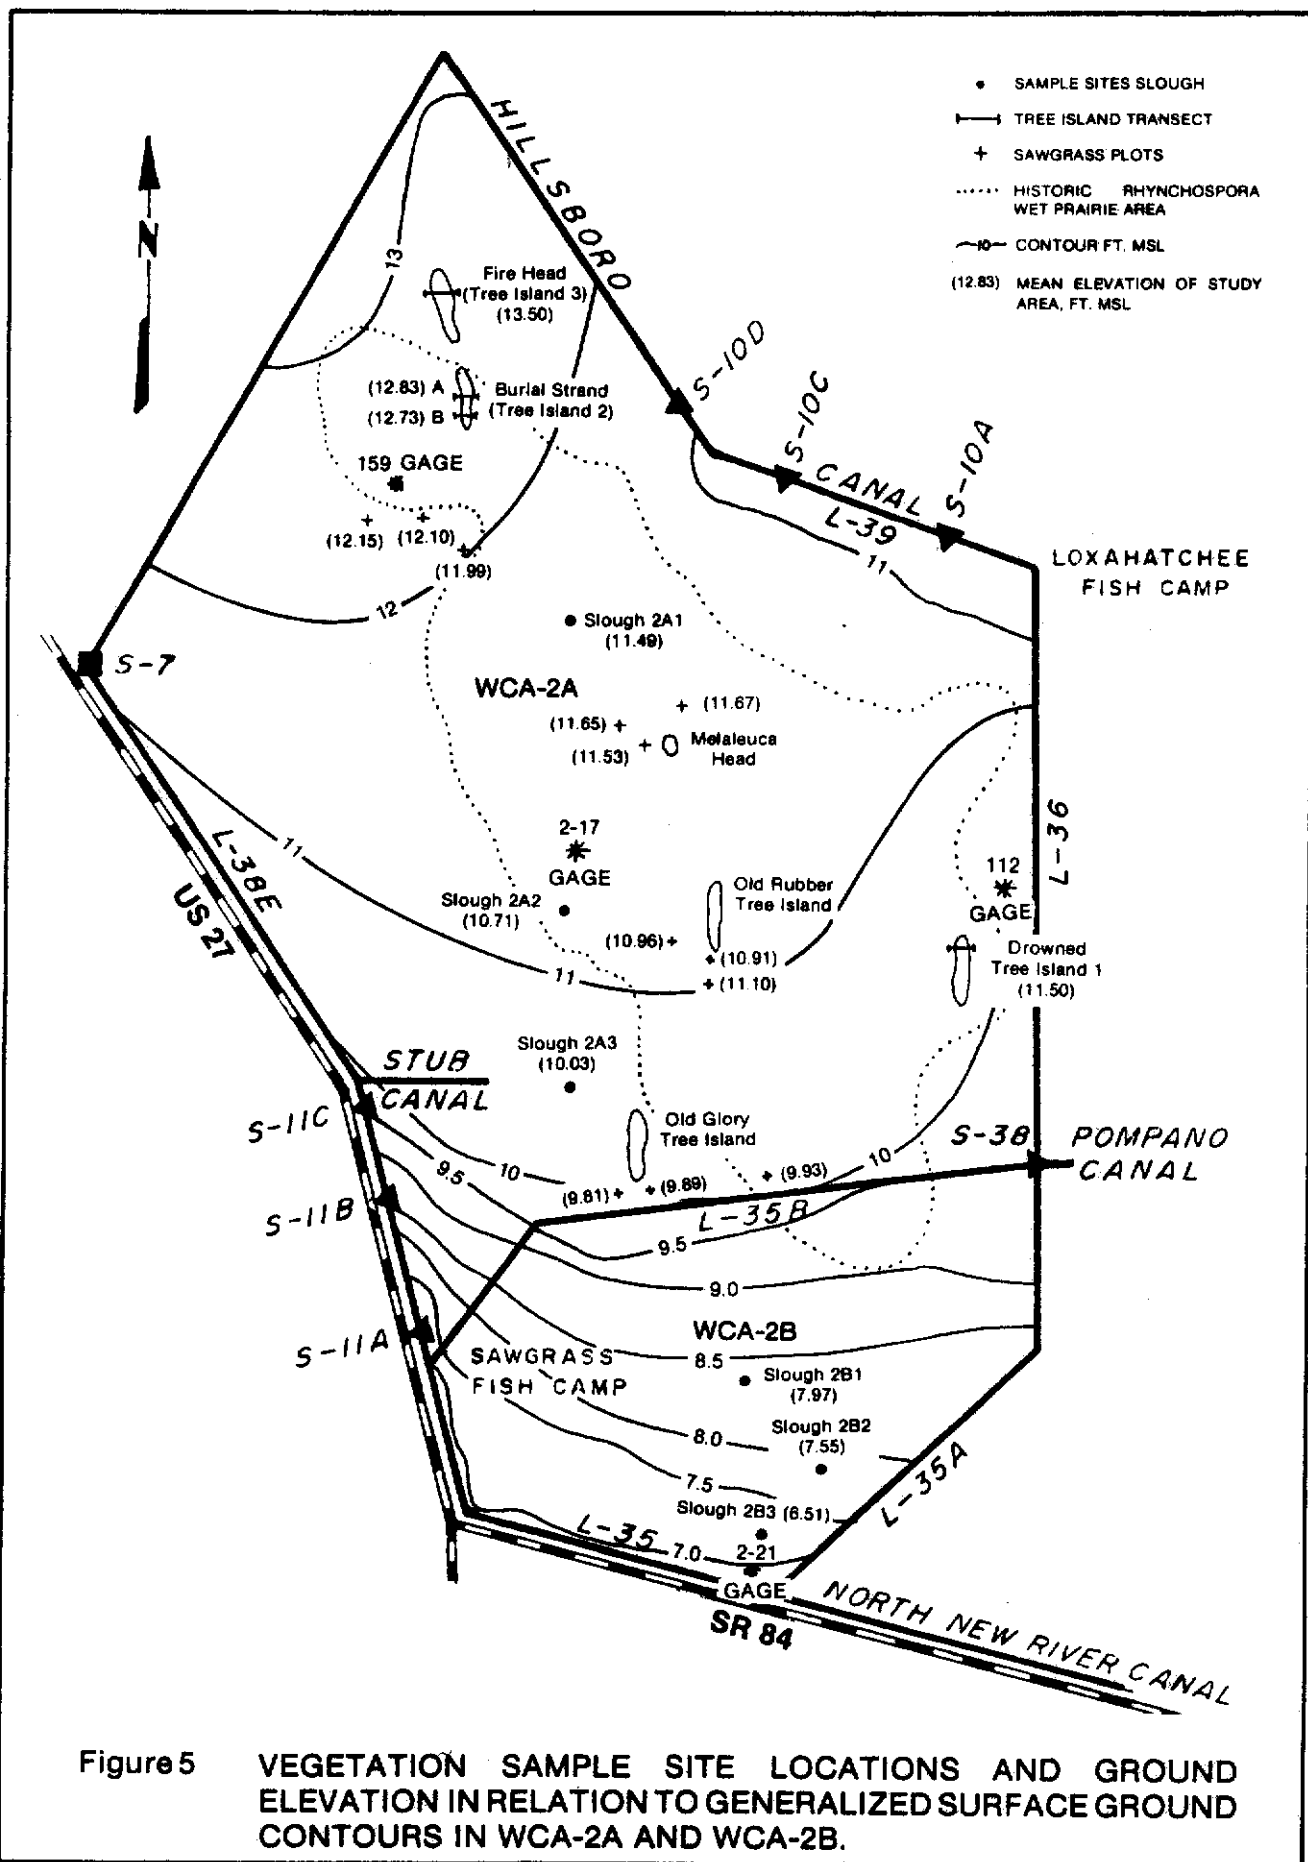 SAMPLE SITES SLOUGH
TREE ISLAND TRANSECT
SAWGRASS PLOTS
HISTORIC RHYNCHOSPORA
WET PRAIRIE AREA
10 CONTOUR FT. MSL
(12.83) MEAN ELEVATION OF STUDY
AREA, FT. MSL
N
HILLSBORO
13
Fire Head
(Tree Island 3)
(13.50)
S-10D
S-10C
S-10A
CANAL
L-39
11
(12.83) A
(12.73) B
Burial Strand
(Tree Island 2)
159 GAGE
(12.15)
(12.10)
(11.99)
12
LOXAHATCHEE
FISH CAMP
Slough 2A1
(11.49)
S-7
WCA-2A
(11.67)
(11.65)
(11.53)
Melaleuca
Head
L-36
L-38E
US 27
11
2-17
GAGE
Slough 2A2
(10.71)
Old Rubber
Tree Island
112
GAGE
(10.96)
(10.91)
(11.10)
11
Drowned
Tree Island 1
(11.50)
Slough 2A3
(10.03)
STUB
CANAL
S-11C
Old Glory
Tree Island
S-38
POMPANO
CANAL
9.5
10
10
(9.81)
(9.89)
(9.93)
L-35B
S-11B
9.5
9.0
WCA-2B
8.5
S-11A
SAWGRASS
FISH CAMP
Slough 2B1
(7.97)
Slough 2B2
(7.55)
8.0
7.5
Slough 2B3 (6.51)
L-35A
L-35
7.0
2-21
GAGE
SR 84
NORTH NEW RIVER CANAL
Figure 5 VEGETATION SAMPLE SITE LOCATIONS AND GROUND
ELEVATION IN RELATION TO GENERALIZED SURFACE GROUND
CONTOURS IN WCA-2A AND WCA-2B.